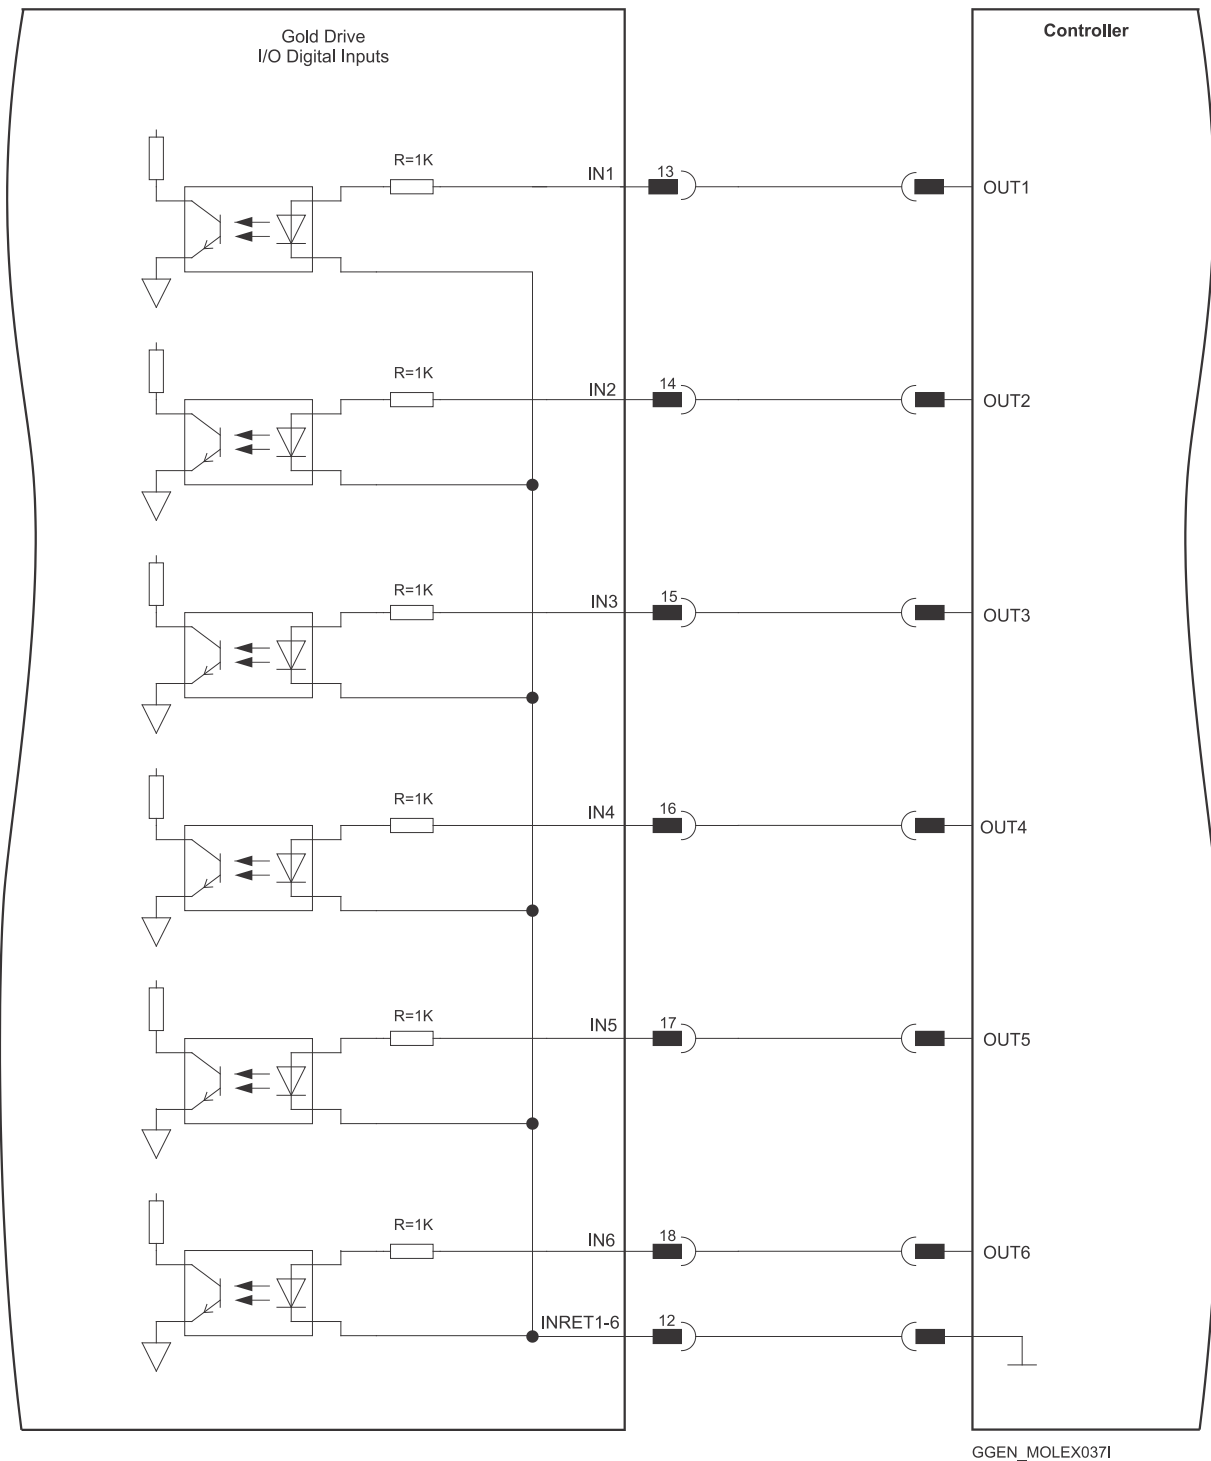 Gold Drive
I/O Digital Inputs
Controller
R=1K
IN1
13
OUT1
R=1K
IN2
14
OUT2
R=1K
IN3
15
OUT3
R=1K
IN4
16
OUT4
R=1K
IN5
17
OUT5
R=1K
IN6
18
OUT6
INRET1-6
12
GGEN_MOLEX037I